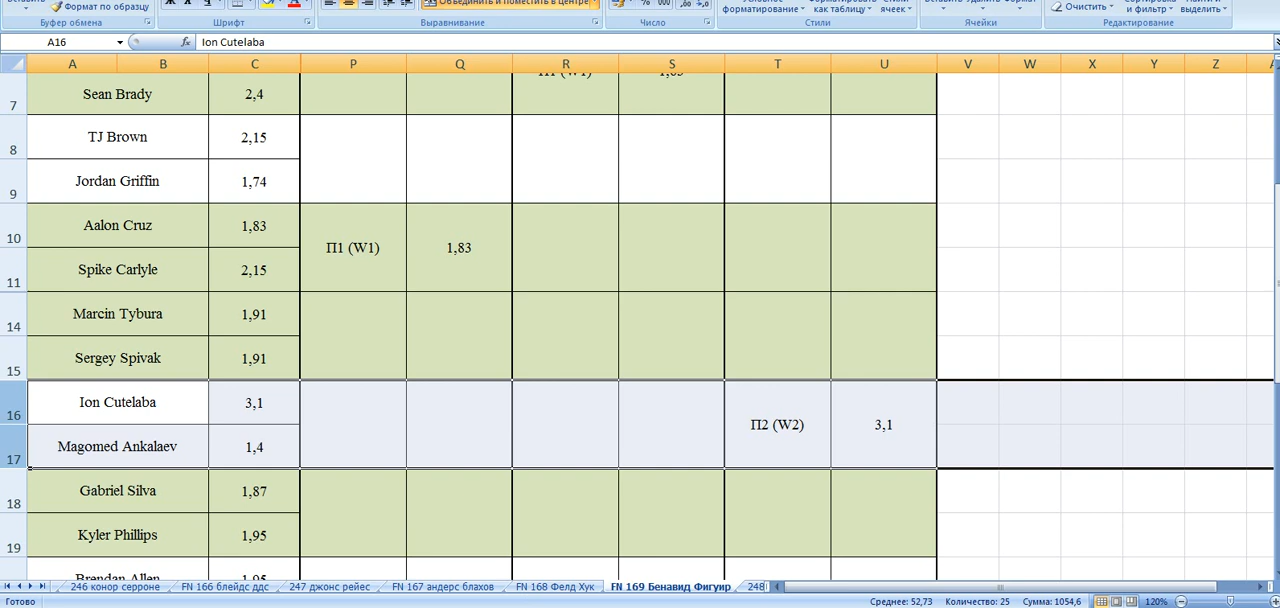 Формат по образцу
Объединить и поместить в центре
форматирование как таблицу ячеек
Очистить и фильтр выделить
Буфер обмена Шрифт Выравнивание Число Стили Ячейки Редактирование
A16 fx Ion Cutelaba
A B C P Q R S T U V W X Y Z
7 Sean Brady 2,4
8 TJ Brown 2,15
9 Jordan Griffin 1,74
10 Aalon Cruz 1,83 П1 (W1) 1,83
11 Spike Carlyle 2,15
14 Marcin Tybura 1,91
15 Sergey Spivak 1,91
16 Ion Cutelaba 3,1 П2 (W2) 3,1
17 Magomed Ankalaev 1,4
18 Gabriel Silva 1,87
19 Kyler Phillips 1,95
Brendan Allen 1,95
246 конор серроне FN 166 блейдс ддс 247 джонс рейес FN 167 андерс блахов FN 168 Фелд Хук FN 169 Бенавид Фигуир 248
Готово Среднее: 52,73 Количество: 25 Сумма: 1054,6 120%